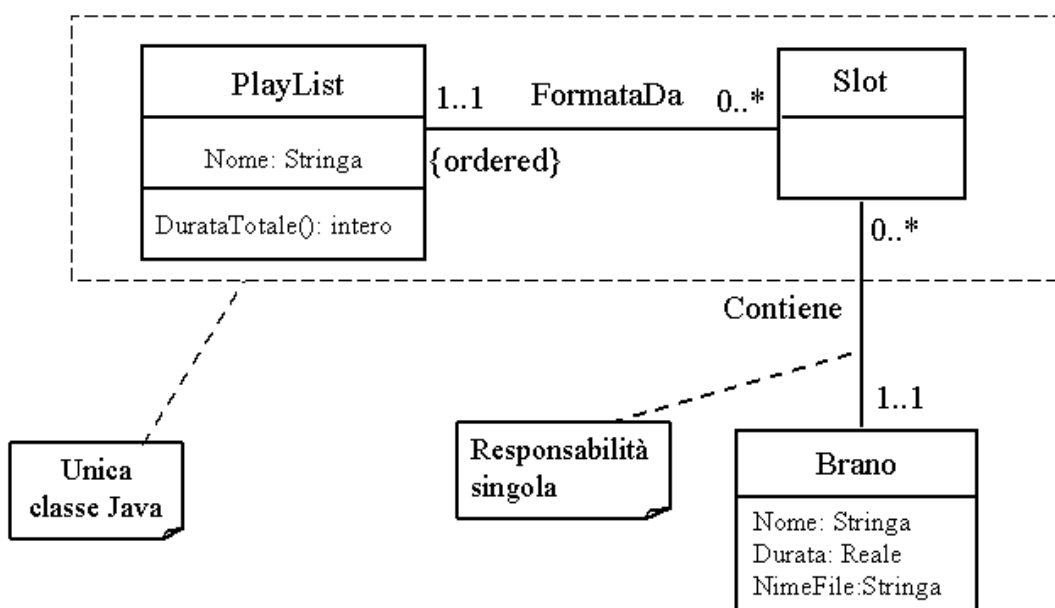 PlayList
Nome: Stringa
DurataTotale(): intero
1..1
FormataDa
0..*
{ordered}
Slot
0..*
Contiene
1..1
Unica
classe Java
Responsabilità
singola
Brano
Nome: Stringa
Durata: Reale
NimeFile:Stringa